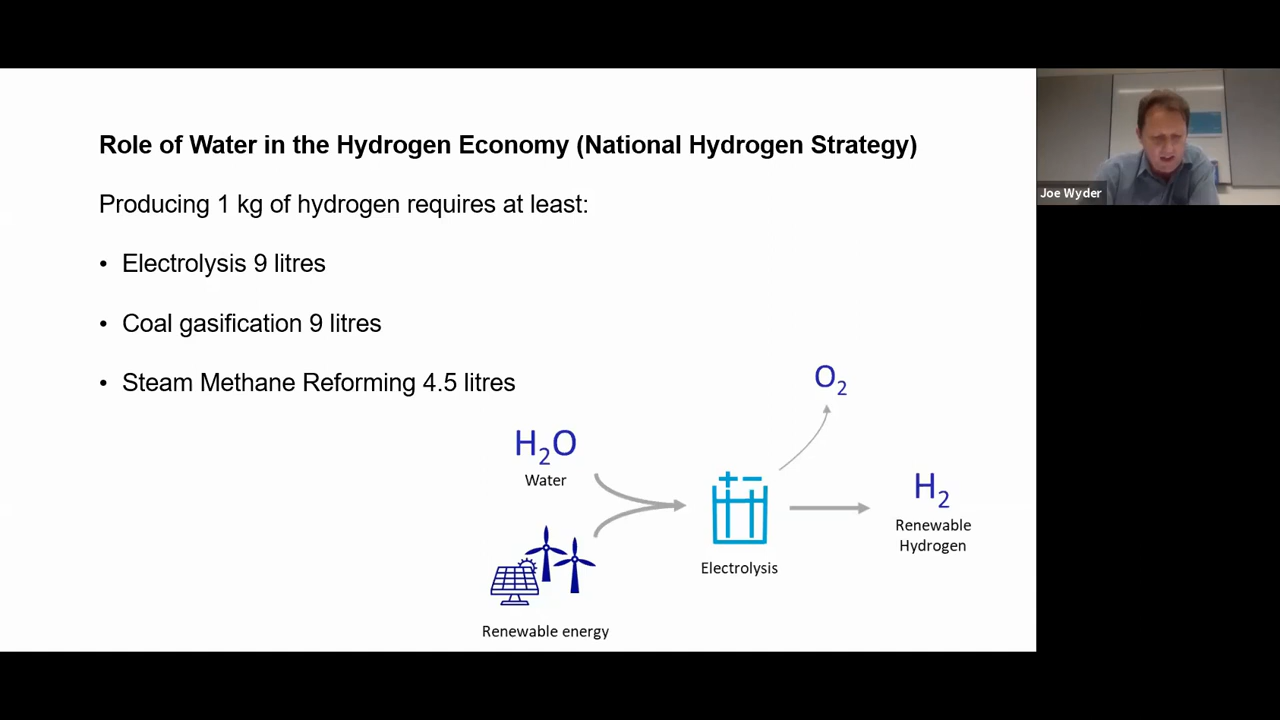 Role of Water in the Hydrogen Economy (National Hydrogen Strategy)
Producing 1 kg of hydrogen requires at least:
• Electrolysis 9 litres
• Coal gasification 9 litres
• Steam Methane Reforming 4.5 litres
O₂
H₂O
Water
H₂
Renewable
Hydrogen
Electrolysis
Renewable energy
Joe Wyder